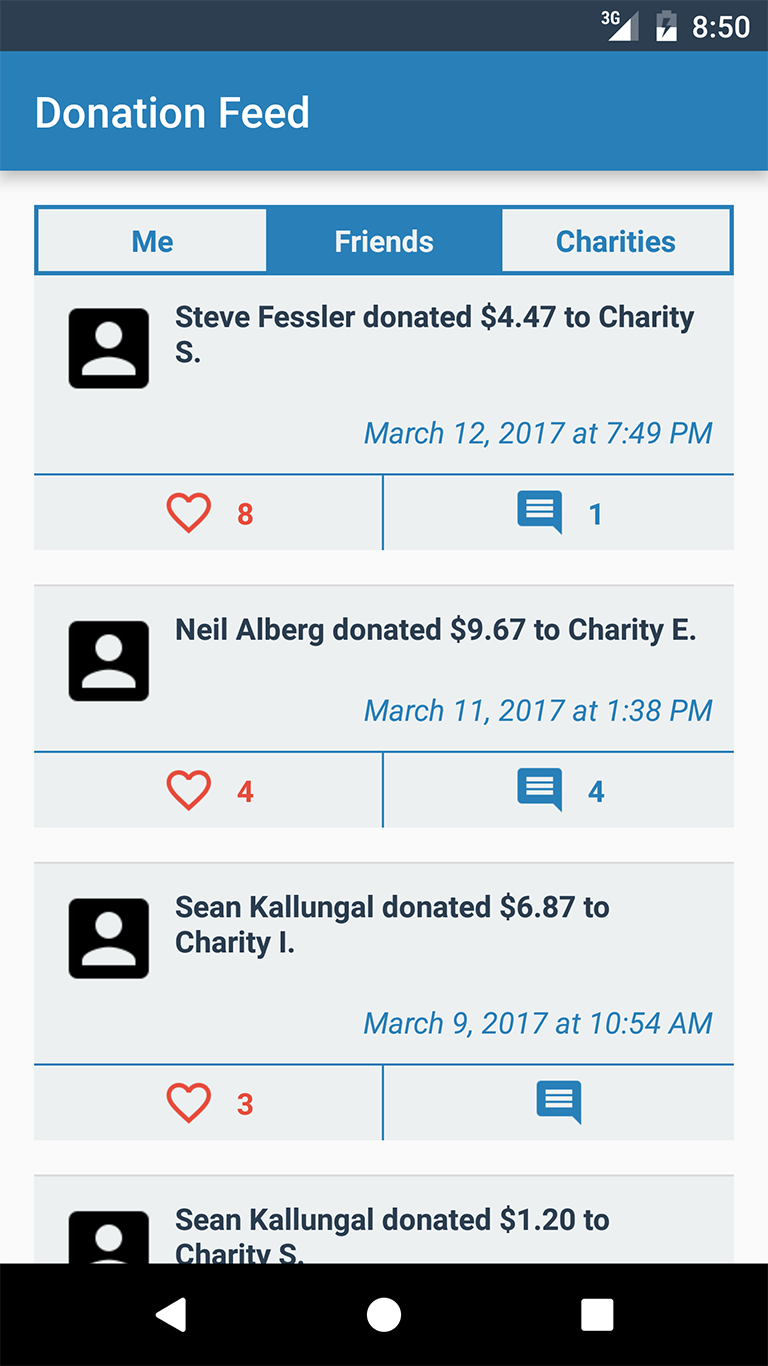 3G 8:50
Donation Feed
Me Friends Charities
Steve Fessler donated $4.47 to Charity
S.
March 12, 2017 at 7:49 PM
8 1
Neil Alberg donated $9.67 to Charity E.
March 11, 2017 at 1:38 PM
4 4
Sean Kallungal donated $6.87 to
Charity I.
March 9, 2017 at 10:54 AM
3
Sean Kallungal donated $1.20 to
Charity S.